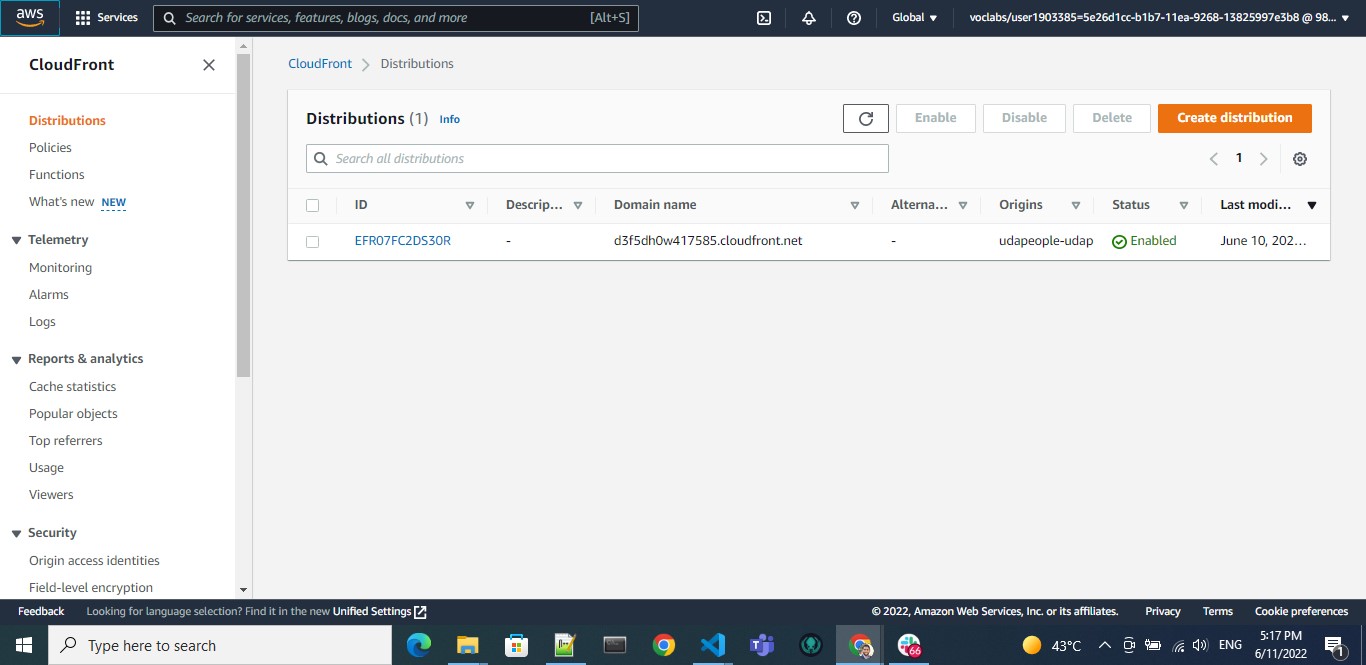 aws
Services
Search for services, features, blogs, docs, and more
[Alt+S]
Global
voclabs/user1903385=5e26d1cc-b1b7-11ea-9268-13825997e3b8 @ 98...
CloudFront
Distributions
Policies
Functions
What's new NEW
Telemetry
Monitoring
Alarms
Logs
Reports & analytics
Cache statistics
Popular objects
Top referrers
Usage
Viewers
Security
Origin access identities
Field-level encryption
CloudFront
Distributions
Distributions (1) Info
Enable
Disable
Delete
Create distribution
Search all distributions
1
ID
Descrip...
Domain name
Alterna...
Origins
Status
Last modi...
EFR07FC2DS30R
-
d3f5dh0w417585.cloudfront.net
-
udapeople-udap
Enabled
June 10, 202...
Feedback
Looking for language selection? Find it in the new Unified Settings
© 2022, Amazon Web Services, Inc. or its affiliates.
Privacy
Terms
Cookie preferences
Type here to search
66
43°C
ENG
5:17 PM
6/11/2022
1